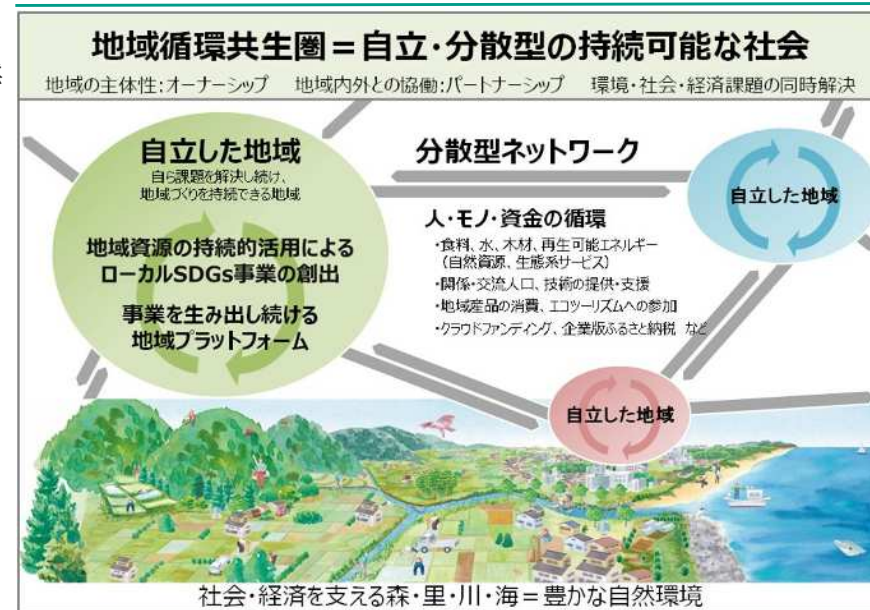 地域循環共生圏＝自立・分散型の持続可能な社会
地域の主体性：オーナーシップ　地域内外との協働：パートナーシップ　環境・社会・経済課題の同時解決
自立した地域
自ら課題を解決し続け、
地域づくりを持続できる地域
地域資源の持続的活用による
ローカルSDGs事業の創出
事業を生み出し続ける
地域プラットフォーム
分散型ネットワーク
人・モノ・資金の循環
・食料、水、木材、再生可能エネルギー
（自然資源、生態系サービス）
・関係・交流人口、技術の提供・支援
・地域産品の消費、エコツーリズムへの参加
・クラウドファンディング、企業版ふるさと納税　など
自立した地域
自立した地域
社会・経済を支える森・里・川・海＝豊かな自然環境